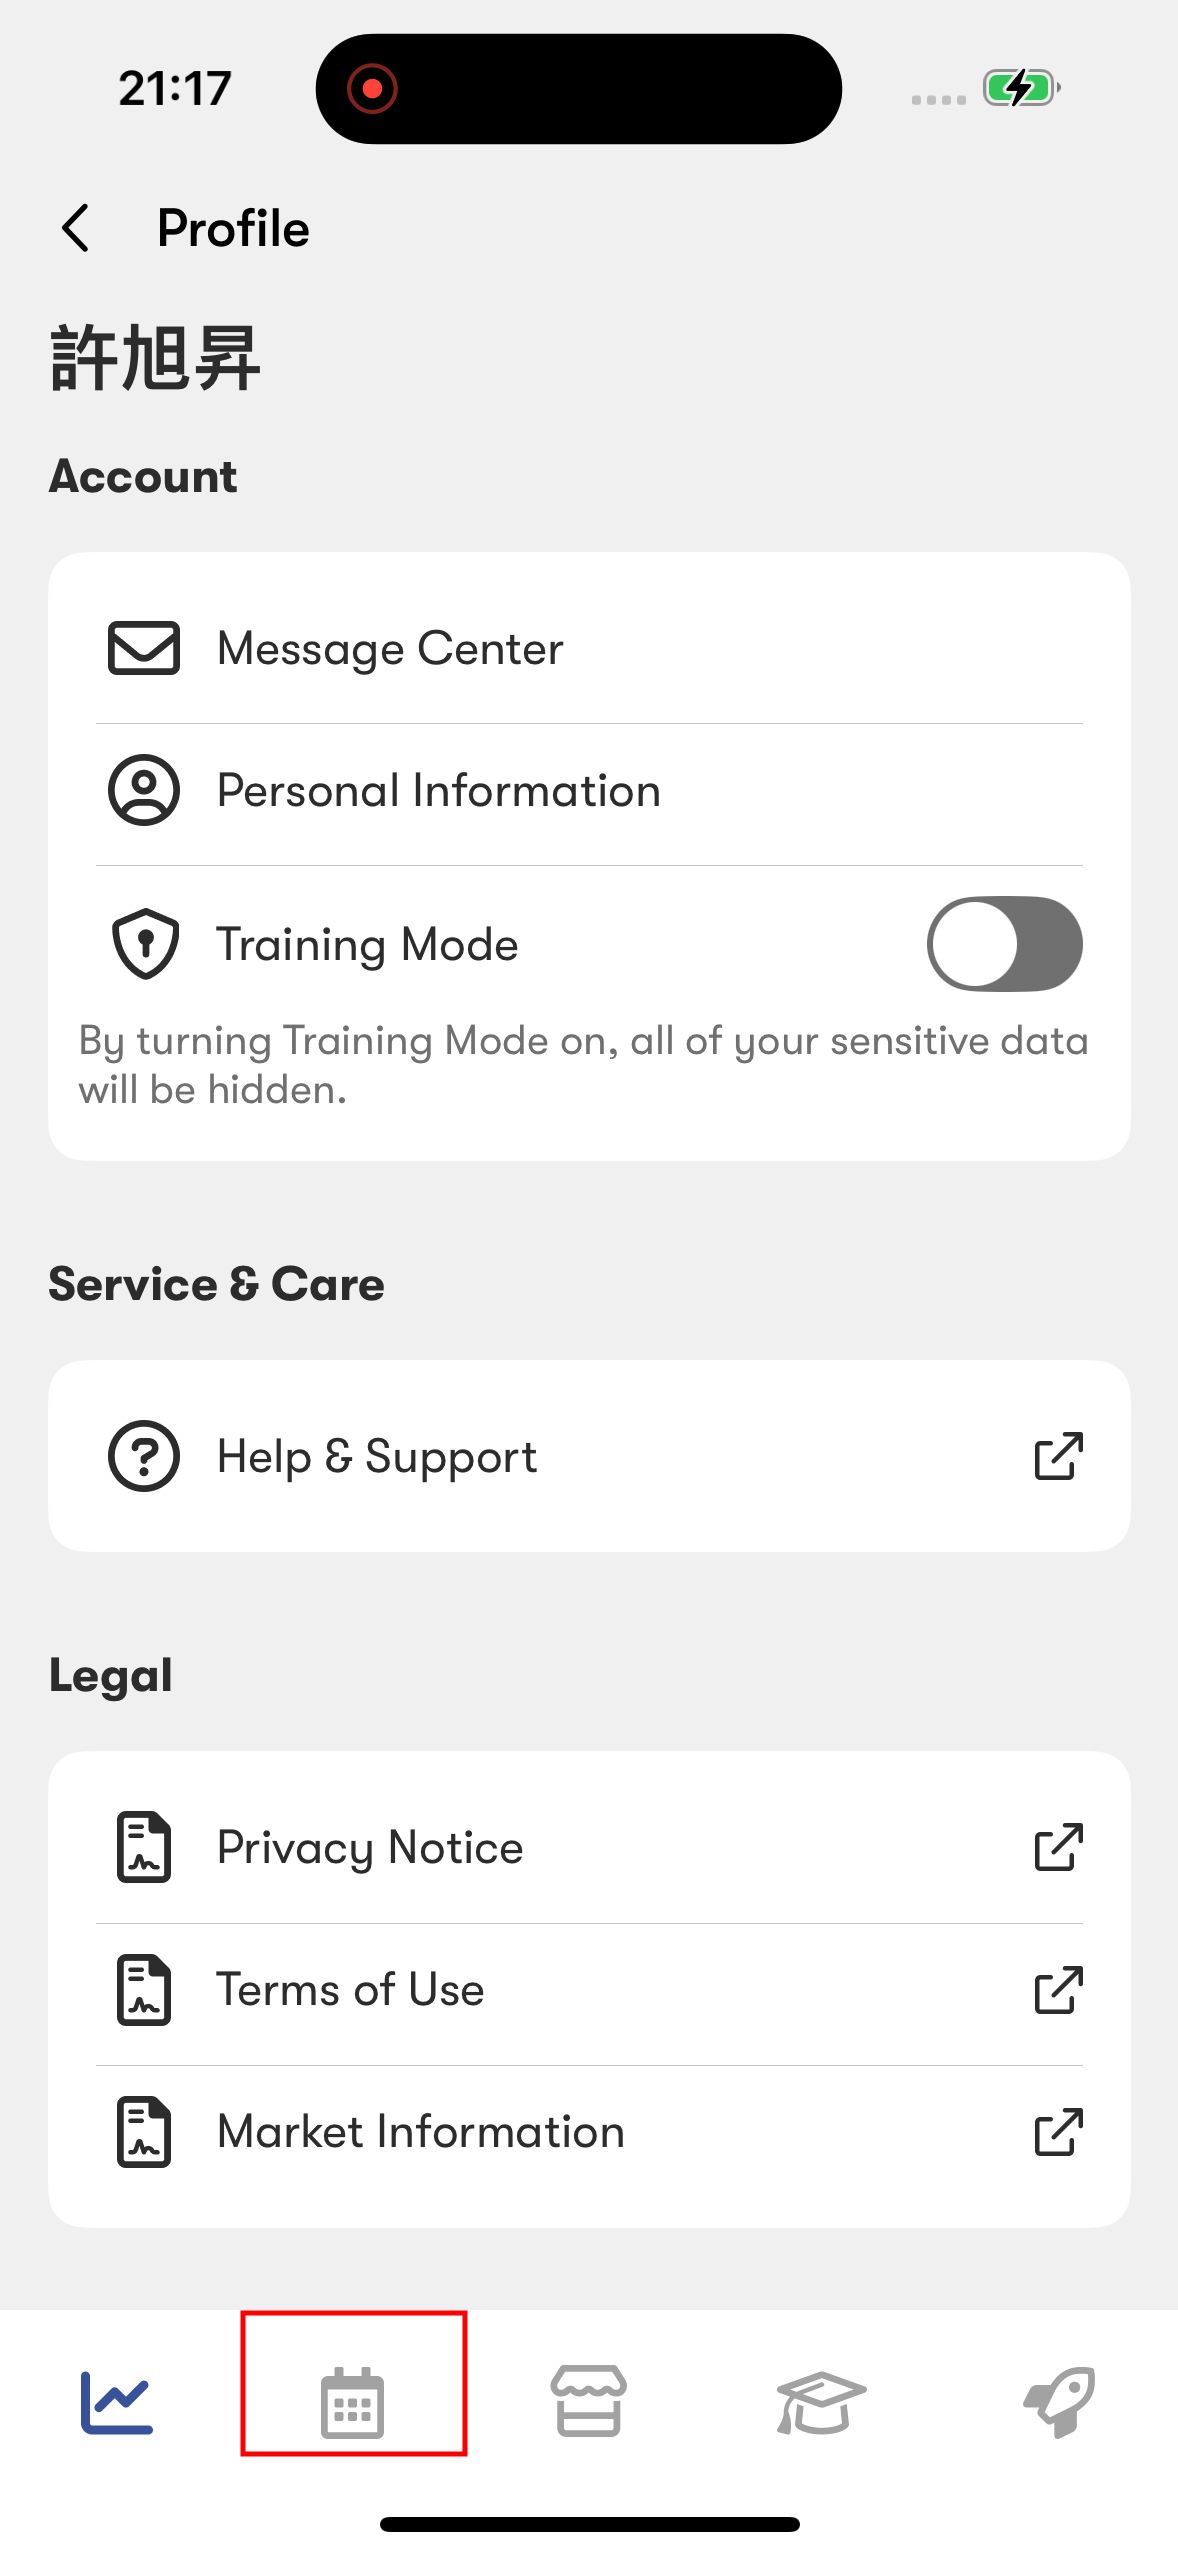 21:17
Profile
許旭昇
Account
Message Center
Personal Information
Training Mode
By turning Training Mode on, all of your sensitive data
will be hidden.
Service & Care
Help & Support
Legal
Privacy Notice
Terms of Use
Market Information